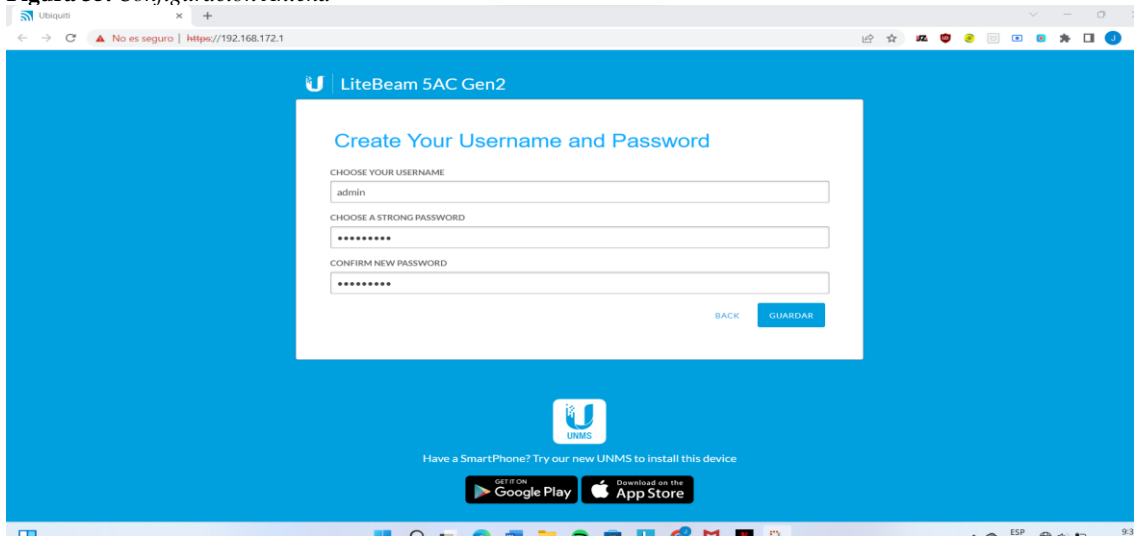 Ubiquiti
No es seguro | https://192.168.172.1
LiteBeam 5AC Gen2
Create Your Username and Password
CHOOSE YOUR USERNAME
admin
CHOOSE A STRONG PASSWORD
•••••••••
CONFIRM NEW PASSWORD
•••••••••
BACK GUARDAR
UNMS
Have a SmartPhone? Try our new UNMS to install this device
GET IT ON
Google Play
Download on the
App Store
ESP